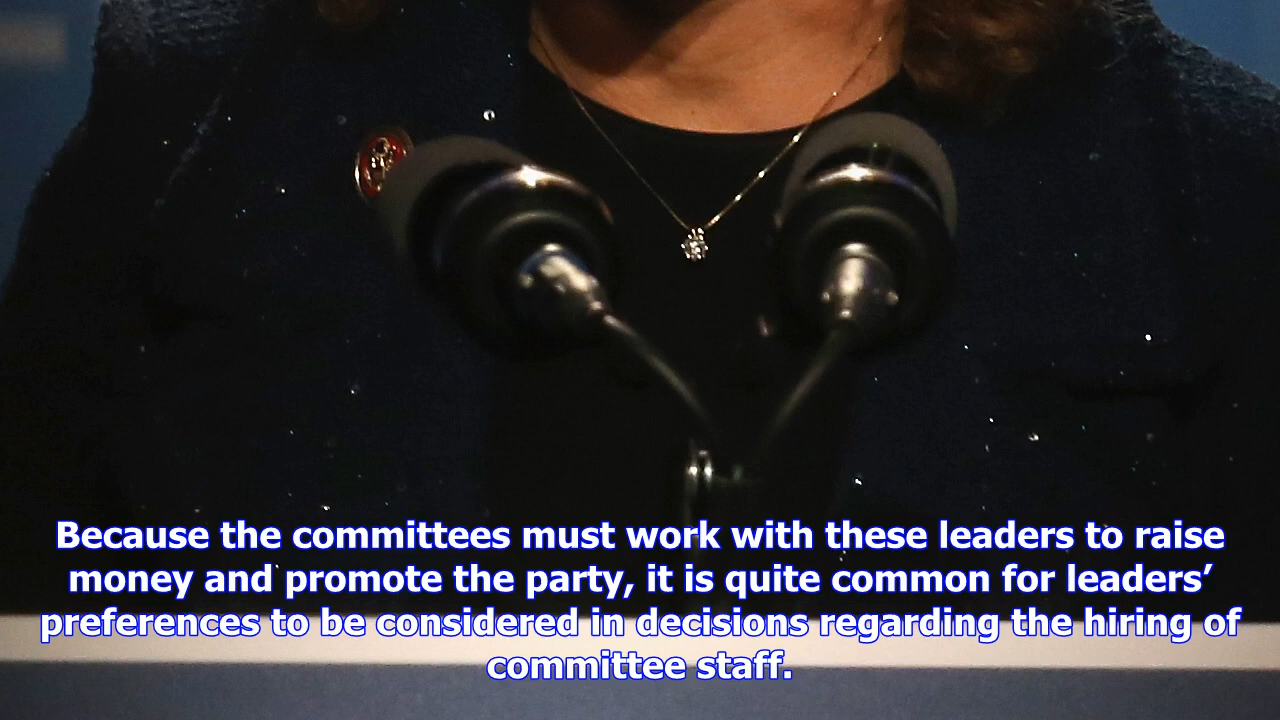 Because the committees must work with these leaders to raise
money and promote the party, it is quite common for leaders’
preferences to be considered in decisions regarding the hiring of
committee staff.